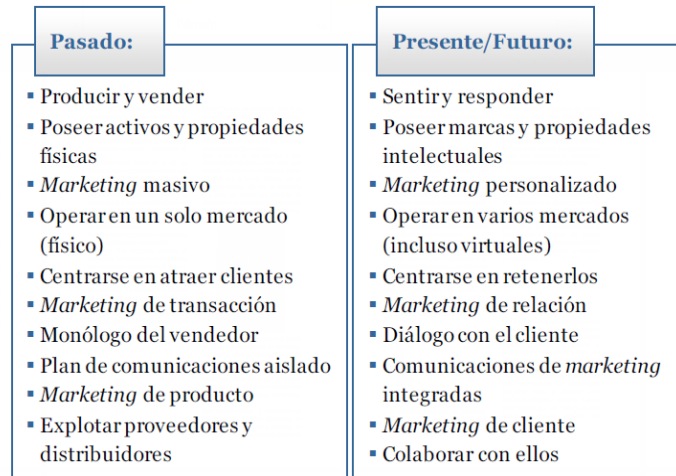 Pasado:
▪ Producir y vender
▪ Poseer activos y propiedades
físicas
▪ Marketing masivo
▪ Operar en un solo mercado
(físico)
▪ Centrarse en atraer clientes
▪ Marketing de transacción
▪ Monólogo del vendedor
▪ Plan de comunicaciones aislado
▪ Marketing de producto
▪ Explotar proveedores y
distribuidores
Presente/Futuro:
▪ Sentir y responder
▪ Poseer marcas y propiedades
intelectuales
▪ Marketing personalizado
▪ Operar en varios mercados
(incluso virtuales)
▪ Centrarse en retenerlos
▪ Marketing de relación
▪ Diálogo con el cliente
▪ Comunicaciones de marketing
integradas
▪ Marketing de cliente
▪ Colaborar con ellos